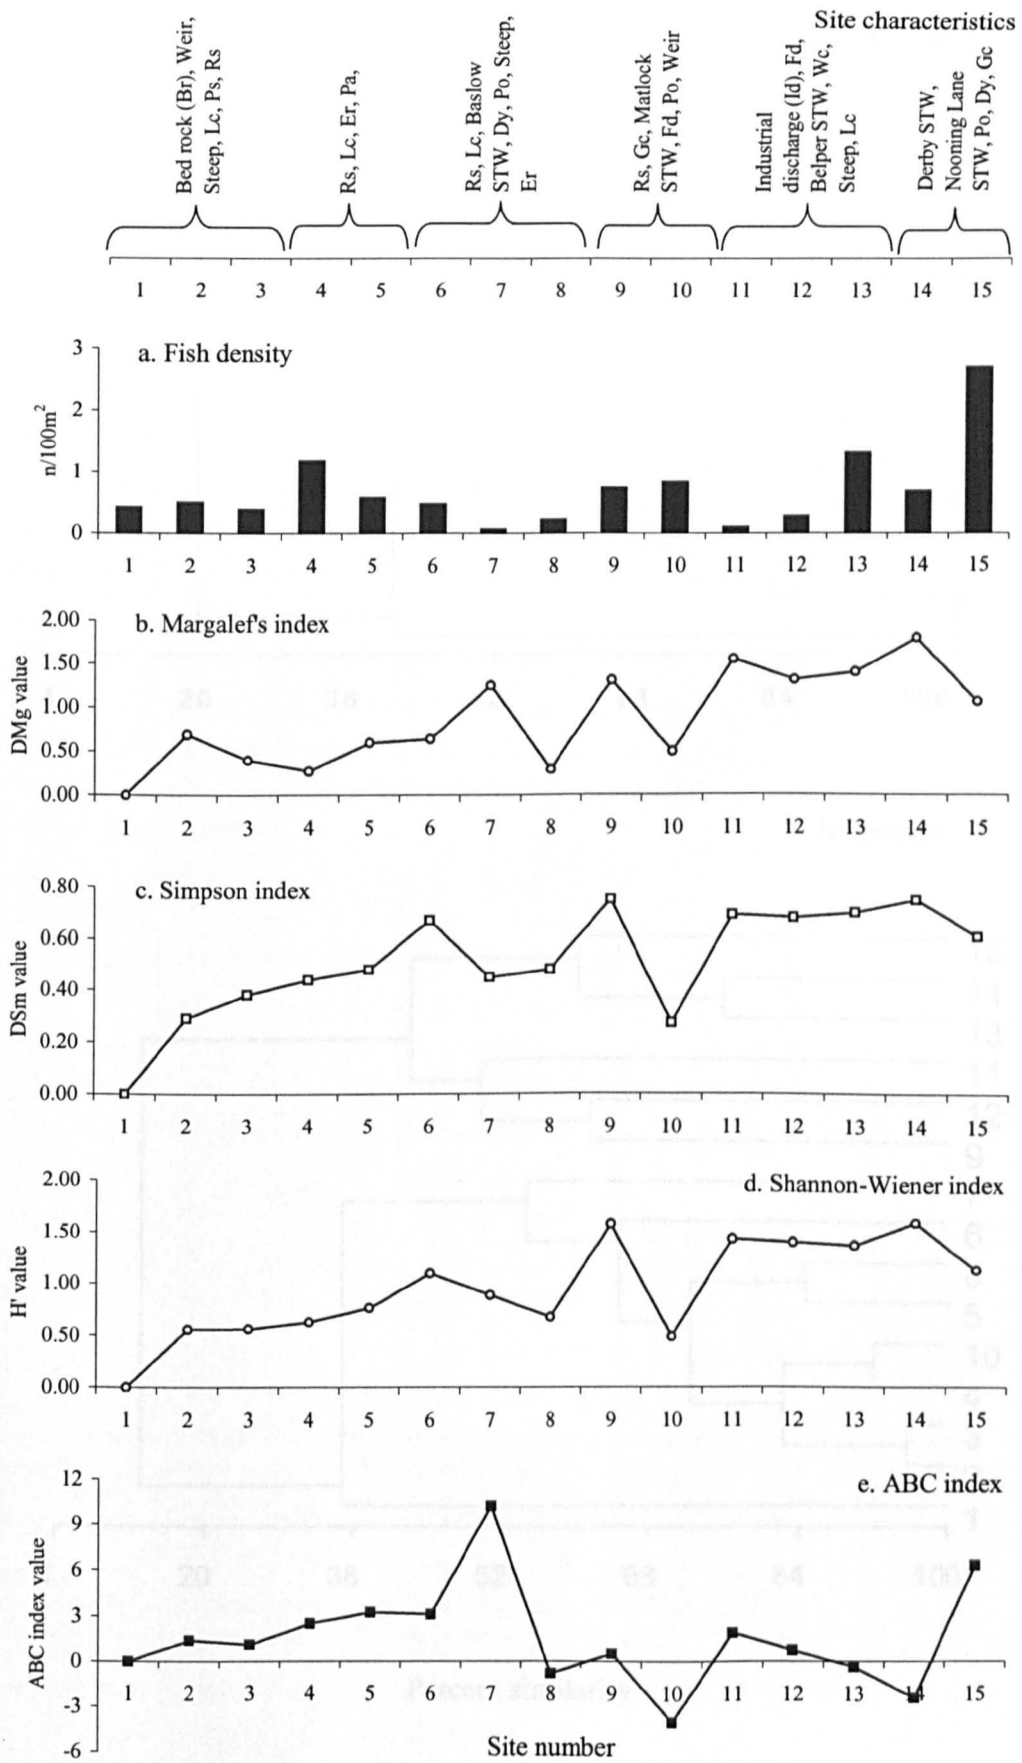 Site characteristics
Bed rock (Br), Weir,
Steep, Lc, Ps, Rs
Rs, Lc, Er, Pa,
Rs, Lc, Baslow
STW, Dy, Po, Steep,
Er
Rs, Gc, Matlock
STW, Fd, Po, Weir
Industrial
discharge (Id), Fd,
Belper STW, Wc,
Steep, Lc
Derby STW,
Nooning Lane
STW, Po, Dy, Gc
1 2 3 4 5 6 7 8 9 10 11 12 13 14 15
a. Fish density
n/100m²
3
2
1
0
1 2 3 4 5 6 7 8 9 10 11 12 13 14 15
b. Margalef's index
DMg value
2.00
1.50
1.00
0.50
0.00
1 2 3 4 5 6 7 8 9 10 11 12 13 14 15
c. Simpson index
DSm value
0.80
0.60
0.40
0.20
0.00
1 2 3 4 5 6 7 8 9 10 11 12 13 14 15
d. Shannon-Wiener index
H' value
2.00
1.50
1.00
0.50
0.00
1 2 3 4 5 6 7 8 9 10 11 12 13 14 15
e. ABC index
ABC index value
12
9
6
3
0
-3
-6
1 2 3 4 5 6 7 8 9 10 11 12 13 14 15
Site number